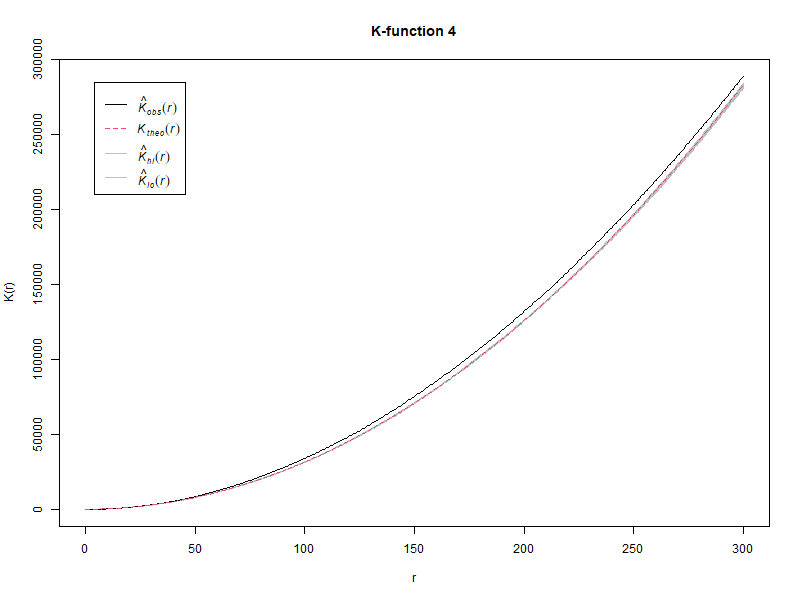 K-function 4
K(r)
300000
250000
200000
150000
100000
50000
0
K̂obs(r)
Ktheo(r)
K̂hi(r)
K̂lo(r)
0 50 100 150 200 250 300
r